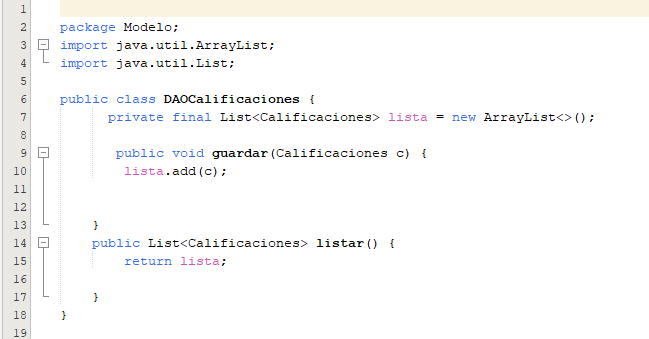 1
2 package Modelo;
3 import java.util.ArrayList;
4 import java.util.List;
5
6 public class DAOCalificaciones {
7 private final List<Calificaciones> lista = new ArrayList<>();
8
9 public void guardar(Calificaciones c) {
10 lista.add(c);
11
12
13 }
14 public List<Calificaciones> listar() {
15 return lista;
16
17 }
18 }
19